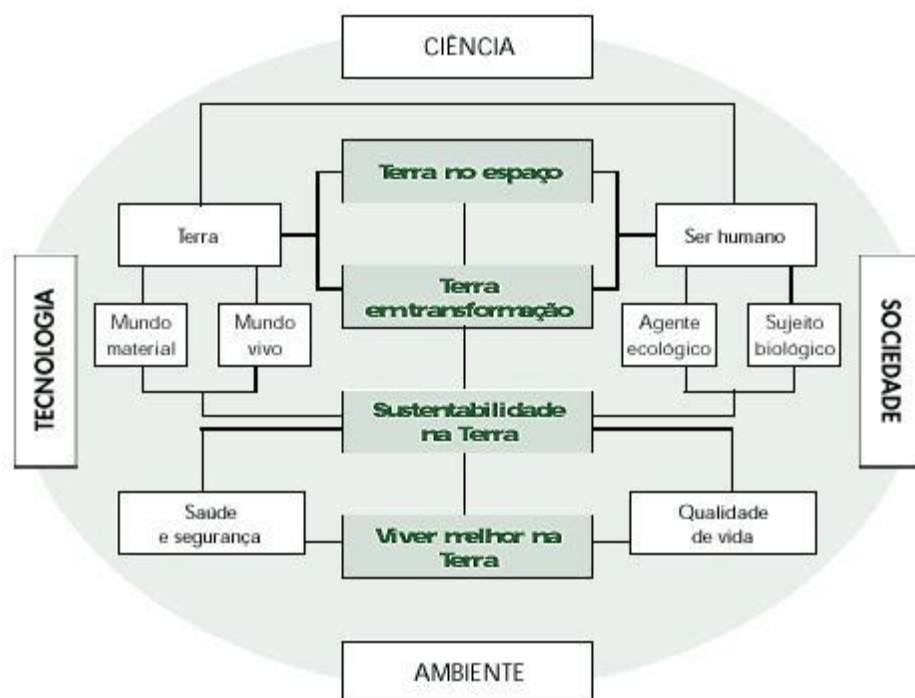 CIÊNCIA
Terra no espaço
Terra
Ser humano
Terra
em transformação
TECNOLOGIA
SOCIEDADE
Mundo
material
Mundo
vivo
Agente
ecológico
Sujeito
biológico
Sustentabilidade
na Terra
Saúde
e segurança
Viver melhor na
Terra
Qualidade
de vida
AMBIENTE